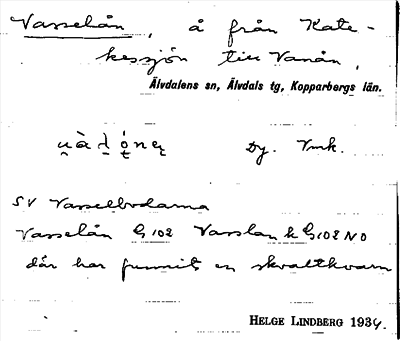 Vasselån, å från Kate-
kessjön till Vanån,
Älvdalens sn, Älvdals tg, Kopparbergs län.
Dy. Vmk.
SV Vasselbodarna
Vasselån G 102 Vasslan k G 102 NO
där har funnits en skvaltkvarn
HELGE LINDBERG 1934.